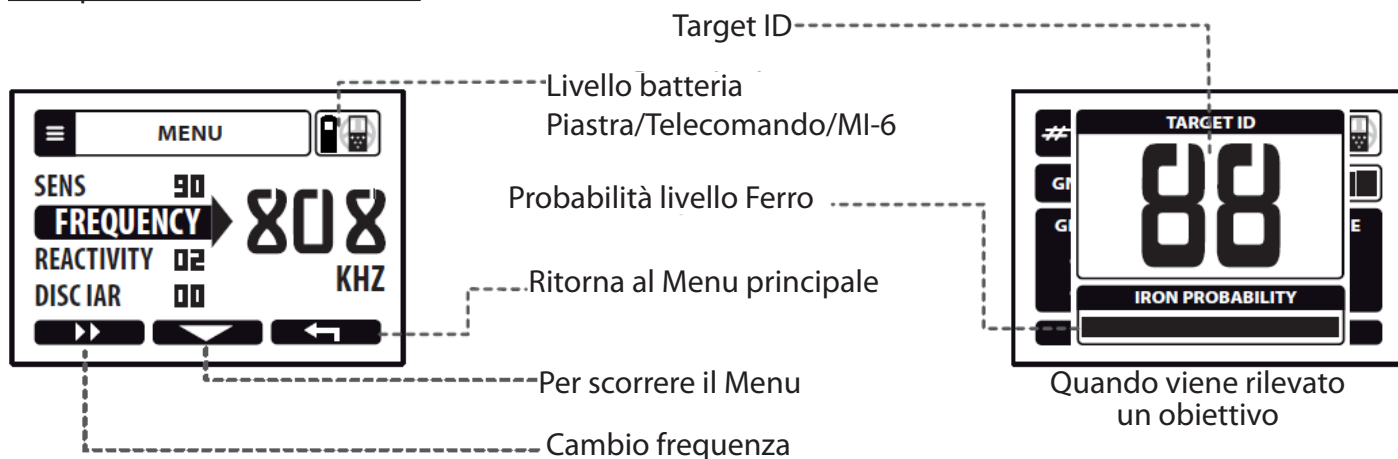 Target ID
Livello batteria
Piastra/Telecomando/MI-6
Probabilità livello Ferro
Ritorna al Menu principale
Per scorrere il Menu
Cambio frequenza
MENU
SENS 90
FREQUENCY
REACTIVITY 02
DISC IAR 00
808
KHZ
TARGET ID
88
IRON PROBABILITY
Quando viene rilevato
un obiettivo